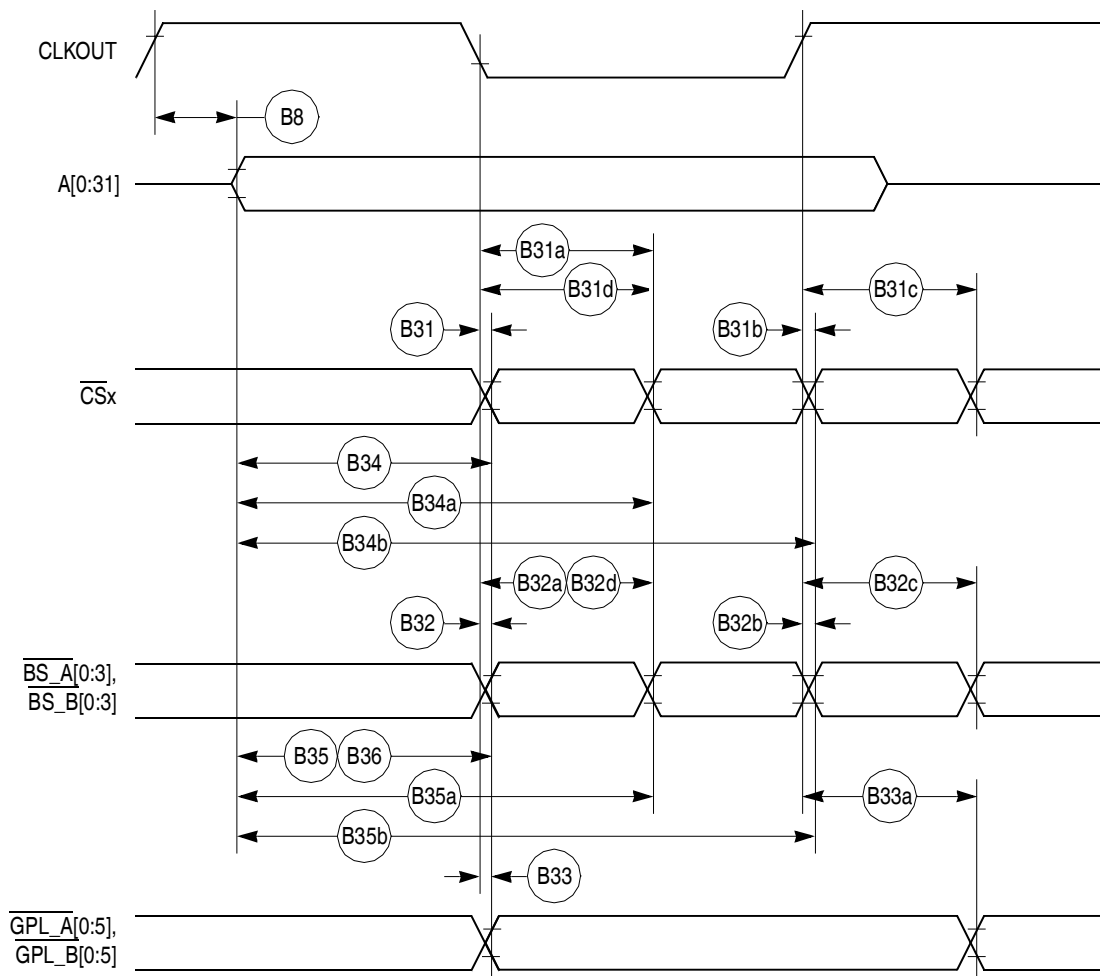 CLKOUT
B8
A[0:31]
B31a
B31d
B31c
B31
B31b
CSx
B34
B34a
B34b
B32a B32d
B32c
B32
B32b
BS_A[0:3],
BS_B[0:3]
B35 B36
B35a
B33a
B35b
B33
GPL_A[0:5],
GPL_B[0:5]